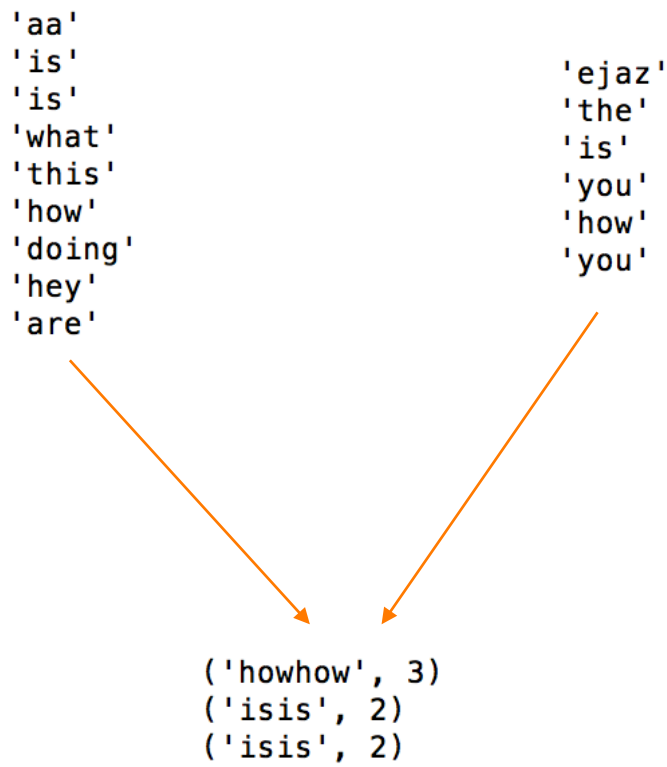 'aa'
'is'
'is'
'what'
'this'
'how'
'doing'
'hey'
'are'
'ejaz'
'the'
'is'
'you'
'how'
'you'
('howhow', 3)
('isis', 2)
('isis', 2)